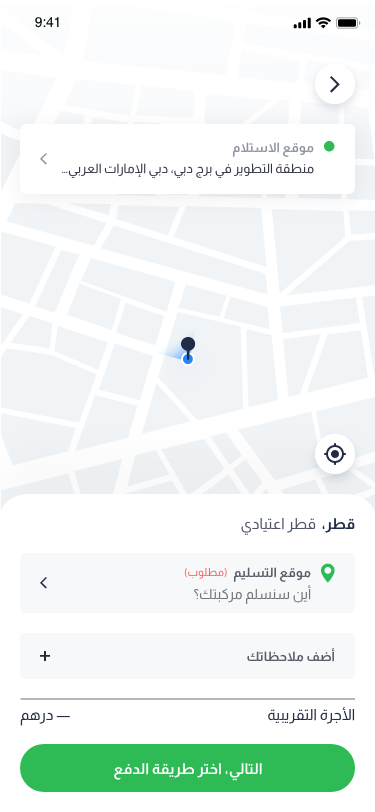 9:41
موقع الاستلام
منطقة التطوير في برج دبي، دبي الإمارات العربي...
قطر، قطر اعتيادي
موقع التسليم (مطلوب)
أين سنسلم مركبتك؟
أضف ملاحظاتك
الأجرة التقريبية
— درهم
التالي، اختر طريقة الدفع